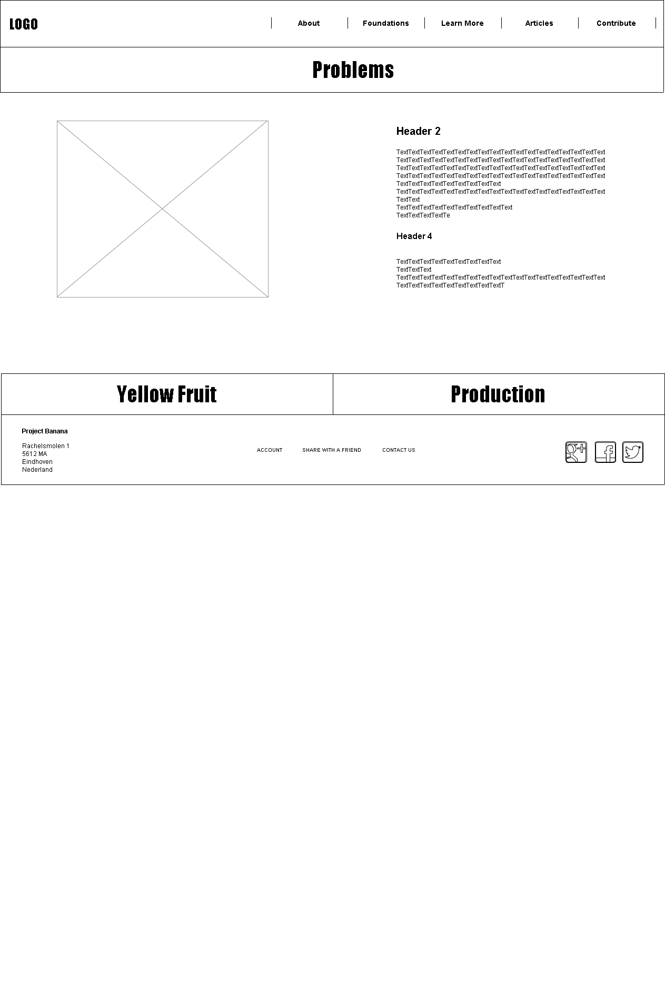 LOGO
About
Foundations
Learn More
Articles
Contribute
Problems
Header 2
TextTextTextTextTextTextTextTextTextTextTextTextTextTextTextTextTextText
TextTextTextTextTextTextTextTextTextTextTextTextTextTextTextTextTextText
TextTextTextTextTextTextTextTextTextTextTextTextTextTextTextTextTextText
TextTextTextTextTextTextTextTextTextTextTextTextTextTextTextTextTextText
TextTextTextTextTextTextTextTextText
TextTextTextTextTextTextTextTextTextTextTextTextTextTextTextTextTextText
TextText
TextTextTextTextTextTextTextTextTextText
TextTextTextTextTe
Header 4
TextTextTextTextTextTextTextTextText
TextTextText
TextTextTextTextTextTextTextTextTextTextTextTextTextTextTextTextTextText
TextTextTextTextTextTextTextTextTextT
Yellow Fruit
Production
Project Banana
Rachelsmolen 1
5612 MA
Eindhoven
Nederland
ACCOUNT
SHARE WITH A FRIEND
CONTACT US